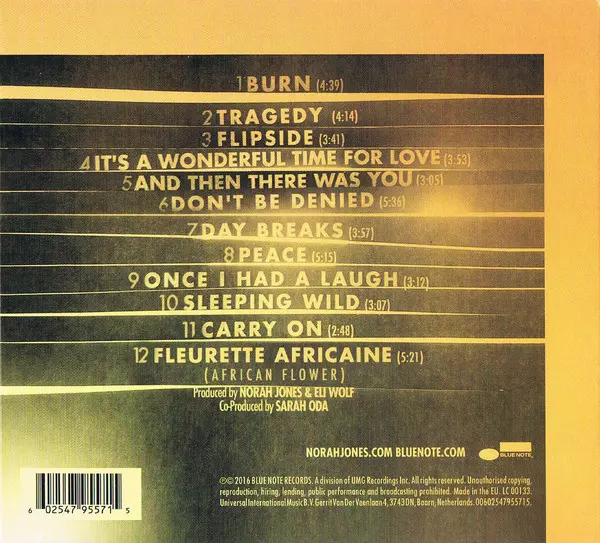 1 BURN (4:39)
2 TRAGEDY (4:14)
3 FLIPSIDE (3:41)
4 IT'S A WONDERFUL TIME FOR LOVE (3:53)
5 AND THEN THERE WAS YOU (3:05)
6 DON'T BE DENIED (5:36)
7 DAY BREAKS (3:57)
8 PEACE (5:15)
9 ONCE I HAD A LAUGH (3:12)
10 SLEEPING WILD (3:07)
11 CARRY ON (2:48)
12 FLEURETTE AFRICAINE (5:21)
(AFRICAN FLOWER)
Produced by NORAH JONES & ELI WOLF
Co-Produced by SARAH ODA
NORAHJONES.COM BLUENOTE.COM
BLUE NOTE
℗©2016 BLUE NOTE RECORDS. A division of UMG Recordings Inc. All rights reserved. Unauthorised copying,
reproduction, hiring, lending, public performance and broadcasting prohibited. Made in the EU. LC 00133.
Universal International Music B.V. Gerrit Van Der Veenlaan 4, 3743DN, Baarn, Netherlands. 00602547955715.
6 02547 95571 5